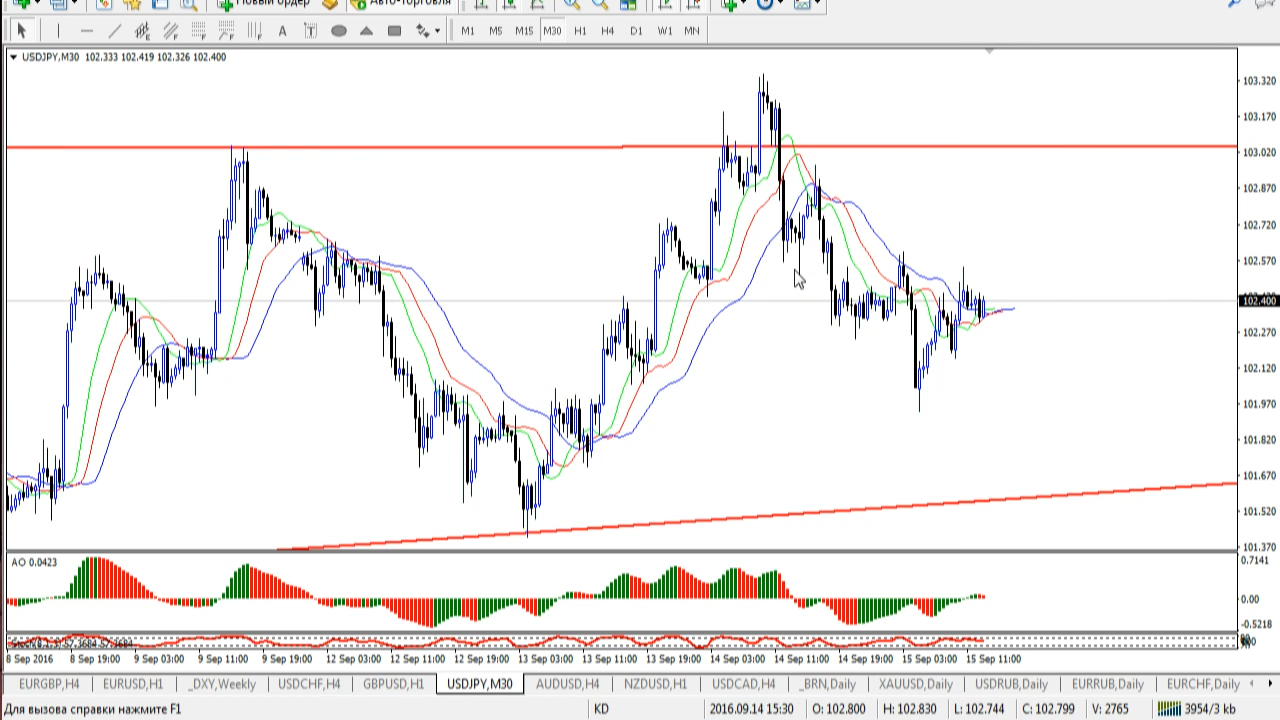 Новый ордер Авто-торговля
A T M1 M5 M15 M30 H1 H4 D1 W1 MN
USDJPY,M30 102.333 102.419 102.326 102.400
103.320
103.170
103.020
102.870
102.720
102.570
102.400
102.270
102.120
101.970
101.820
101.670
101.520
101.370
AO 0.0423
0.7141
0.00
-0.5218
8 Sep 2016 8 Sep 19:00 9 Sep 03:00 9 Sep 11:00 9 Sep 19:00 12 Sep 03:00 12 Sep 11:00 12 Sep 19:00 13 Sep 03:00 13 Sep 11:00 13 Sep 19:00 14 Sep 03:00 14 Sep 11:00 14 Sep 19:00 15 Sep 03:00 15 Sep 11:00
EURGBP,H4 EURUSD,H1 _DXY,Weekly USDCHF,H4 GBPUSD,H1 USDJPY,M30 AUDUSD,H4 NZDUSD,H1 USDCAD,H4 _BRN,Daily XAUUSD,Daily USDRUB,Daily EURRUB,Daily EURCHF,Daily
Для вызова справки нажмите F1 KD 2016.09.14 15:30 O: 102.800 H: 102.830 L: 102.744 C: 102.799 V: 2765 3954/3 kb